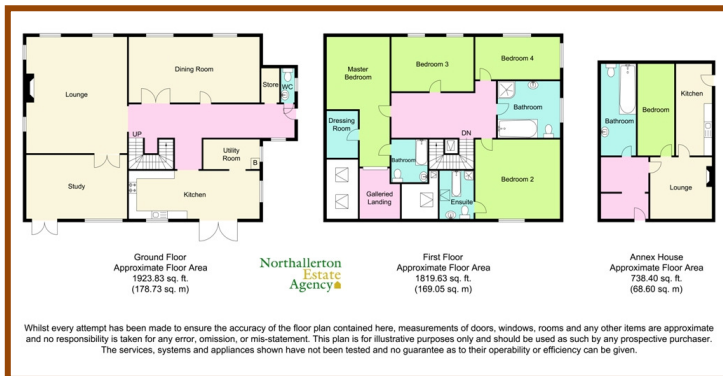 Lounge
Dining Room
Store
WC
UP
Utility
Room
B
Study
Kitchen
Master
Bedroom
Bedroom 3
Bedroom 4
Dressing
Room
Bathroom
DN
Bathroom
Bedroom 2
Galleried
Landing
Ensuite
Kitchen
Bedroom
Bathroom
Lounge
Ground Floor
Approximate Floor Area
1923.83 sq. ft.
(178.73 sq. m)
Northallerton
Estate
Agency
First Floor
Approximate Floor Area
1819.63 sq. ft.
(169.05 sq. m)
Annex House
Approximate Floor Area
738.40 sq. ft.
(68.60 sq. m)
Whilst every attempt has been made to ensure the accuracy of the floor plan contained here, measurements of doors, windows, rooms and any other items are approximate
and no responsibility is taken for any error, omission, or mis-statement. This plan is for illustrative purposes only and should be used as such by any prospective purchaser.
The services, systems and appliances shown have not been tested and no guarantee as to their operability or efficiency can be given.